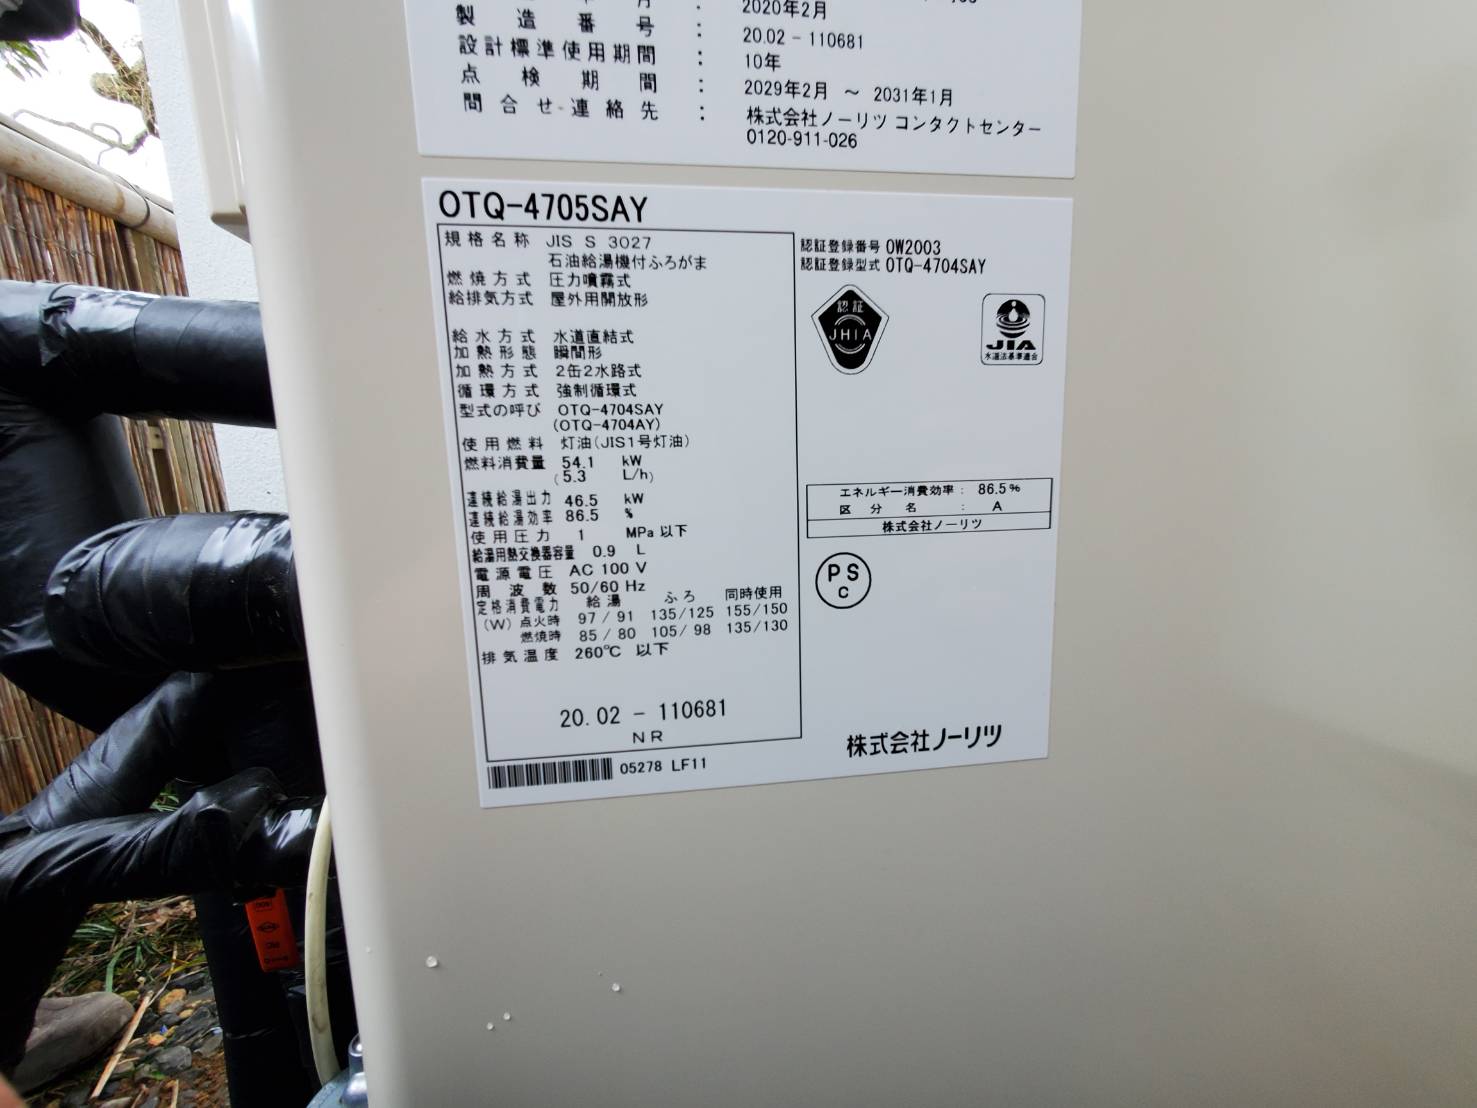 2020年2月
製造番号 : 20.02 - 110681
設計標準使用期間 : 10年
点検期間 : 2029年2月 ～ 2031年1月
問合せ連絡先 : 株式会社ノーリツ コンタクトセンター
0120-911-026
OTQ-4705SAY
規格名称 JIS S 3027
石油給湯機付ふろがま
燃焼方式 圧力噴霧式
給排気方式 屋外用開放形
給水方式 水道直結式
加熱形態 瞬間形
加熱方式 2缶2水路式
循環方式 強制循環式
型式の呼び OTQ-4704SAY
(OTQ-4704AY)
使用燃料 灯油(JIS1号灯油)
燃料消費量 54.1 kW
(5.3 L/h)
連続給湯出力 46.5 kW
連続給湯効率 86.5 %
使用圧力 1 MPa 以下
給湯用熱交換器容量 0.9 L
電源電圧 AC 100 V
周波数 50/60 Hz
定格消費電力 給湯 ふろ 同時使用
(W) 点火時 97/ 91 135/125 155/150
燃焼時 85/ 80 105/ 98 135/130
排気温度 260℃ 以下
20.02 - 110681
NR
05278 LF11
認証登録番号 OW2003
認証登録型式 OTQ-4704SAY
認証
JHIA
JIA
水道法基準適合
エネルギー消費効率 : 86.5%
区分名 : A
株式会社ノーリツ
PS
C
株式会社ノーリツ